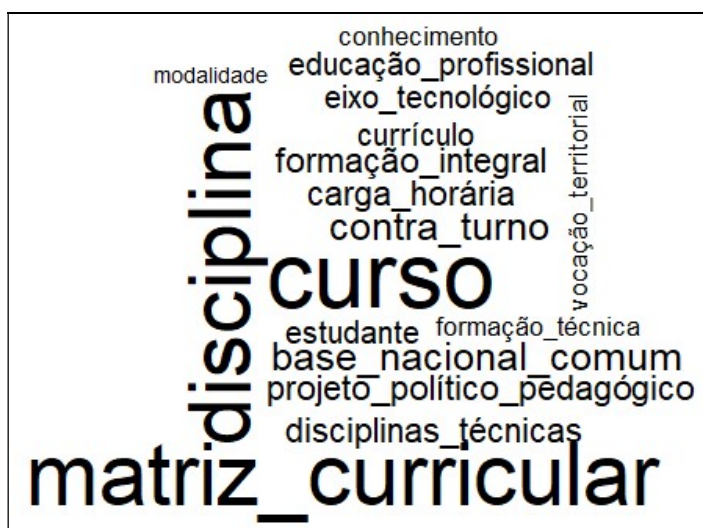 conhecimento
modalidade
educação_profissional
eixo_tecnológico
vocação_territorial
currículo
formação_integral
carga_horária
contra_turno
disciplina
curso
estudante
formação_técnica
base_nacional_comum
projeto_político_pedagógico
disciplinas_técnicas
matriz_curricular